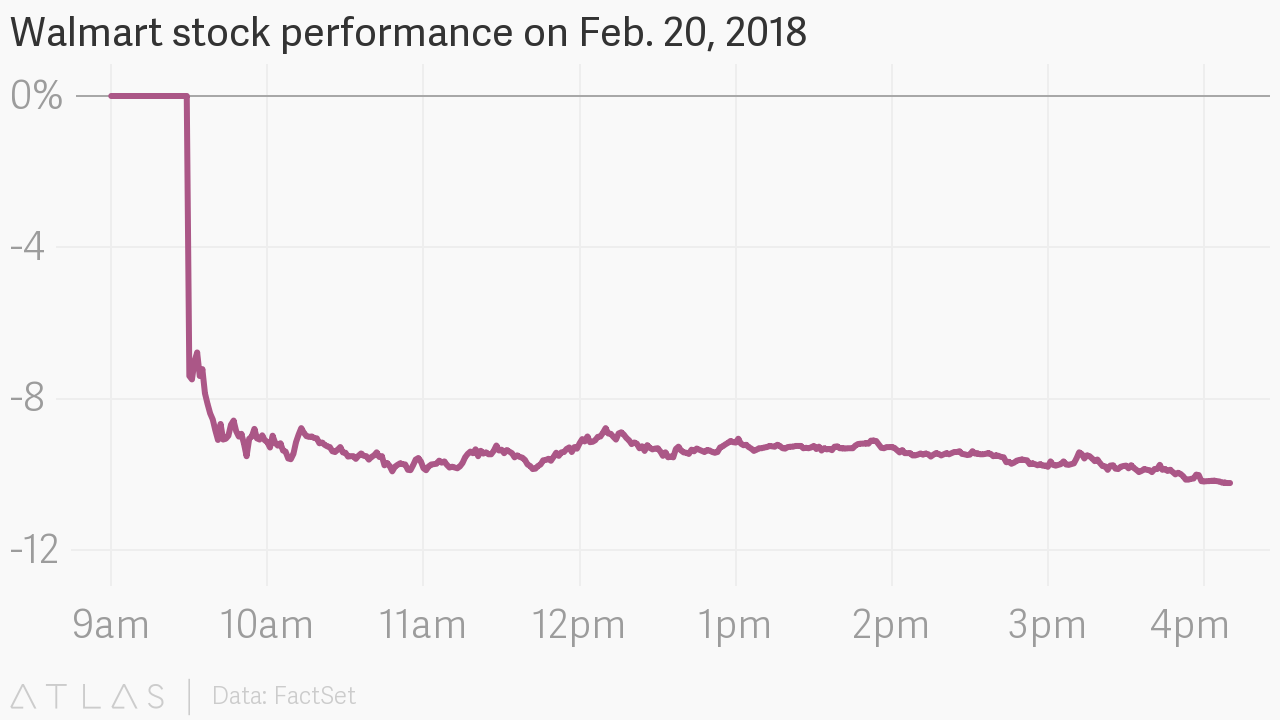 Walmart stock performance on Feb. 20, 2018
0%
-4
-8
-12
9am 10am 11am 12pm 1pm 2pm 3pm 4pm
ATLAS | Data: FactSet